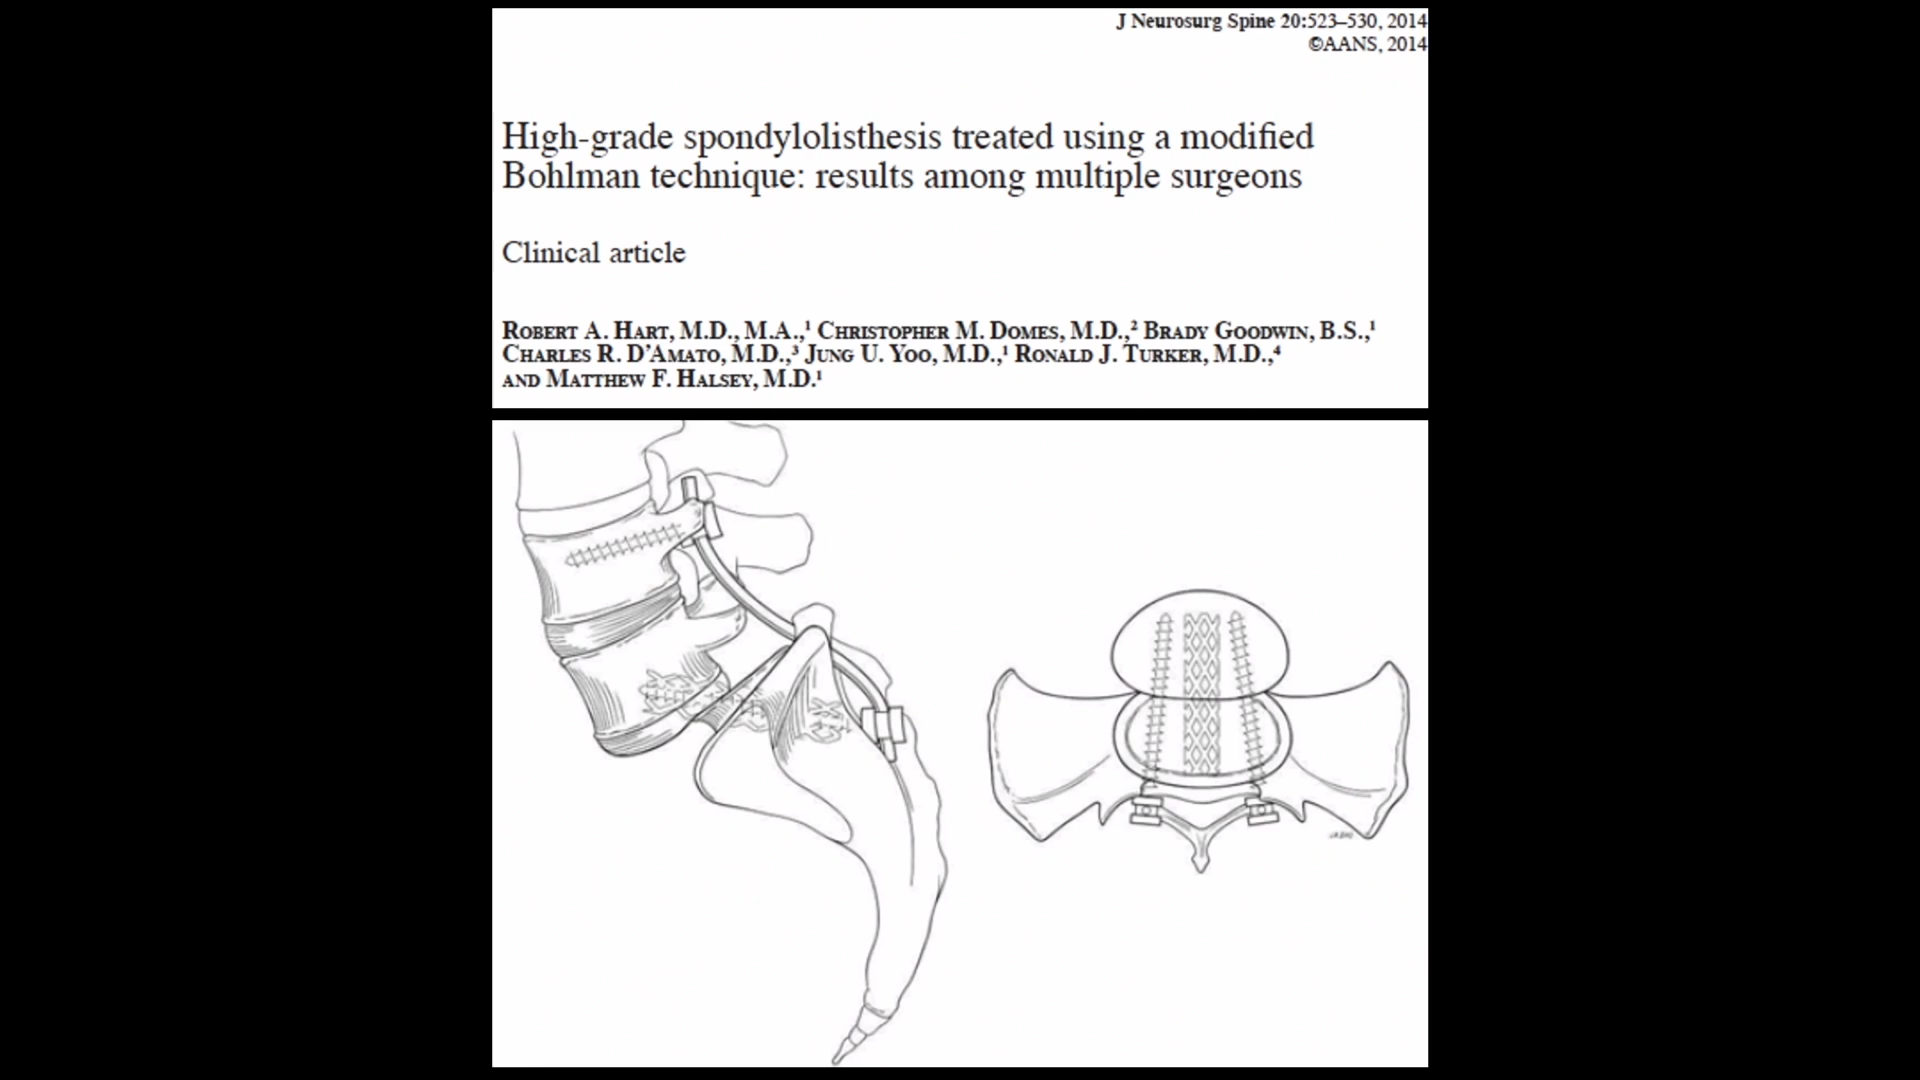 J Neurosurg Spine 20:523–530, 2014
©AANS, 2014
High-grade spondylolisthesis treated using a modified
Bohlman technique: results among multiple surgeons
Clinical article
Robert A. Hart, M.D., M.A.,¹ Christopher M. Domes, M.D.,² Brady Goodwin, B.S.,¹
Charles R. D'Amato, M.D.,³ Jung U. Yoo, M.D.,¹ Ronald J. Turker, M.D.,⁴
and Matthew F. Halsey, M.D.¹